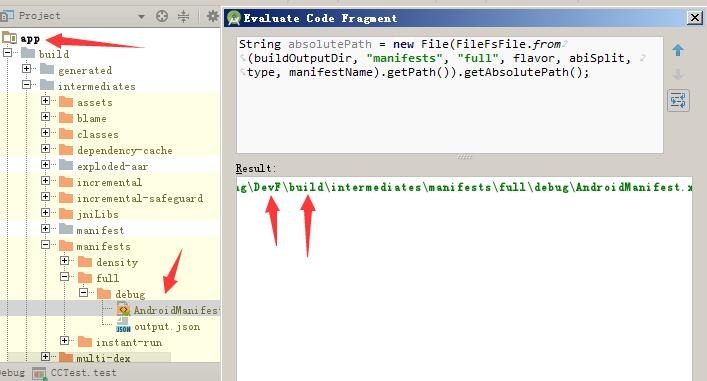 Project
app
build
generated
intermediates
assets
blame
classes
dependency-cache
exploded-aar
incremental
incremental-safeguard
jniLibs
manifest
manifests
density
full
debug
AndroidManifest
output.json
instant-run
multi-dex
Debug CCTest.test
Evaluate Code Fragment
String absolutePath = new File(FileFsFile.from
(buildOutputDir, "manifests", "full", flavor, abiSplit,
type, manifestName).getPath()).getAbsolutePath();
Result:
g\DevF\build\intermediates\manifests\full\debug\AndroidManifest.x